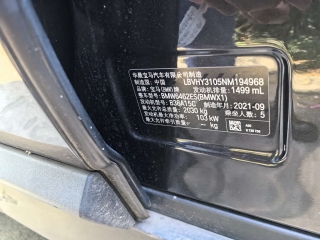 华晨宝马汽车有限公司制造
制造国：中国 LBVHY3105NM194968
品牌：宝马(BMW)牌 发动机排量：1499 mL
整车型号：BMW6462ES(BMWX1)
发动机型号：B38A15C 制造年月：2021-09
最大允许总质量：2030 kg 乘坐人数：5
发动机最大净功率：103 kW